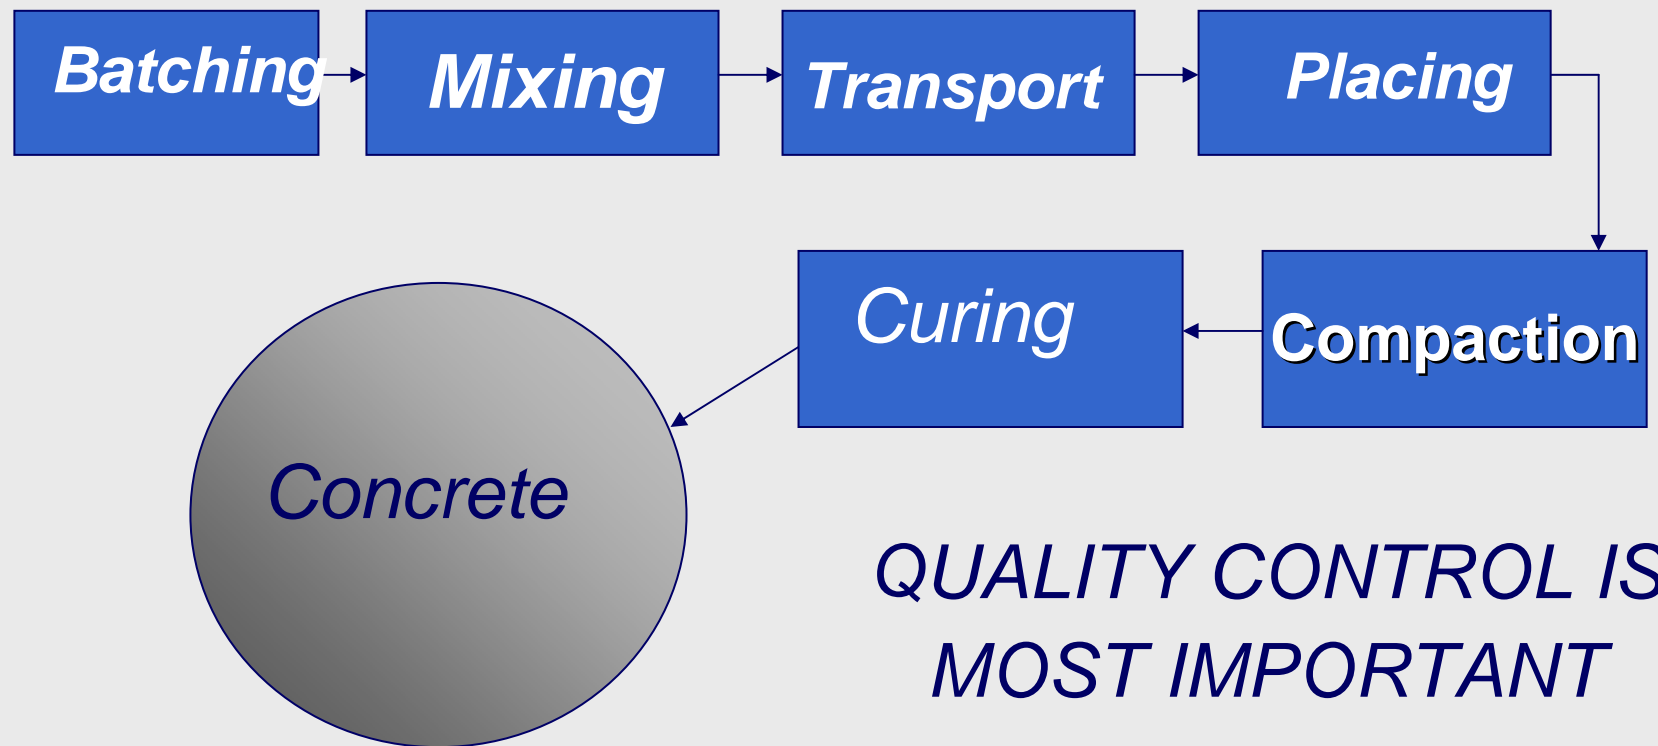 Batching
Mixing
Transport
Placing
Compaction
Curing
Concrete
QUALITY CONTROL IS
MOST IMPORTANT